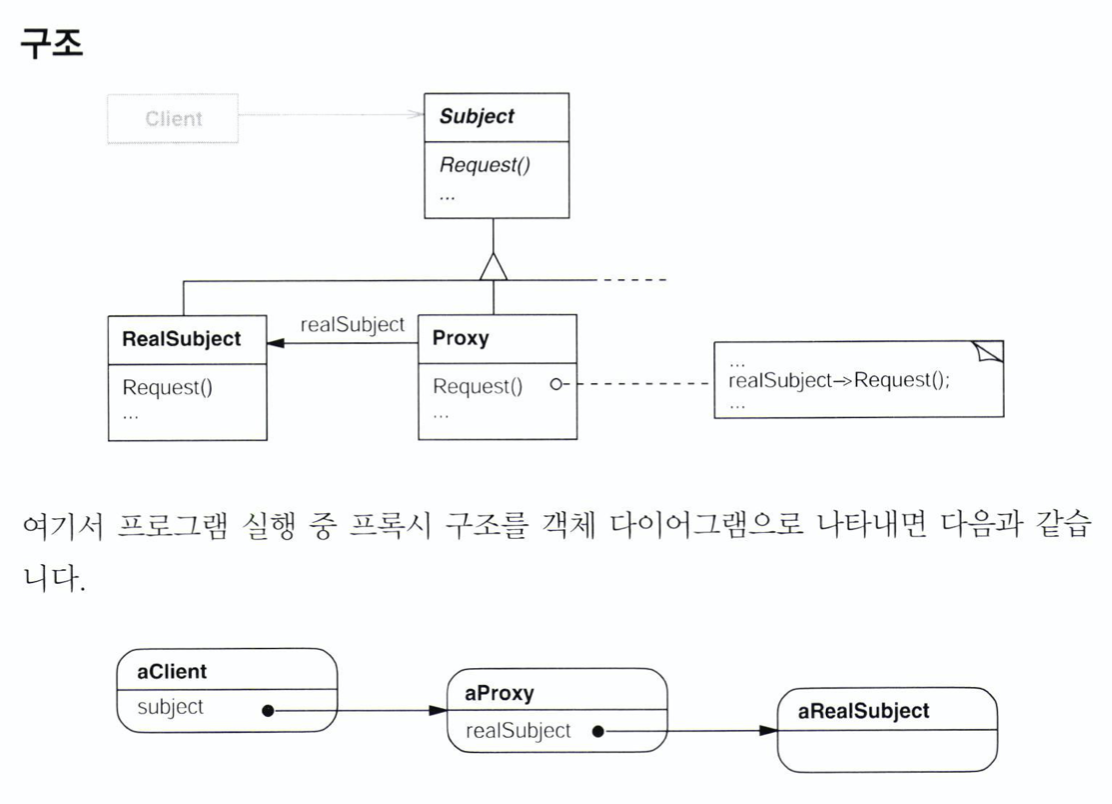 구조
Client
Subject
Request()
...
realSubject
RealSubject
Request()
...
Proxy
Request()
...
...
realSubject->Request();
...
여기서 프로그램 실행 중 프록시 구조를 객체 다이어그램으로 나타내면 다음과 같습
니다.
aClient
subject
aProxy
realSubject
aRealSubject